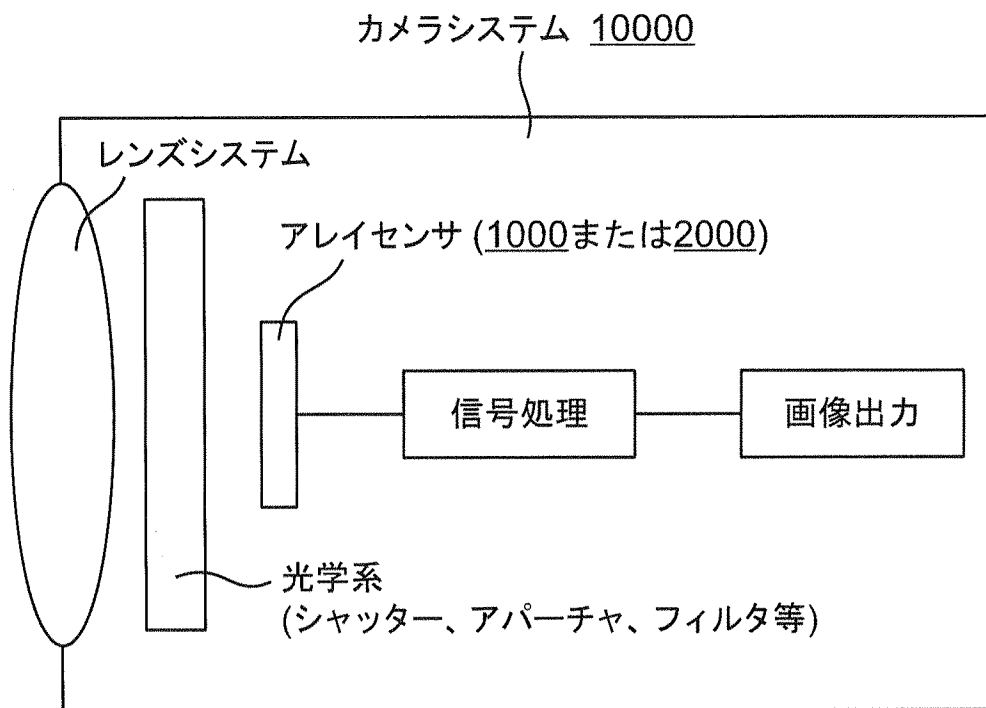 カメラシステム 10000
レンズシステム
アレイセンサ (1000または2000)
信号処理
画像出力
光学系
(シャッター、アパーチャ、フィルタ等)